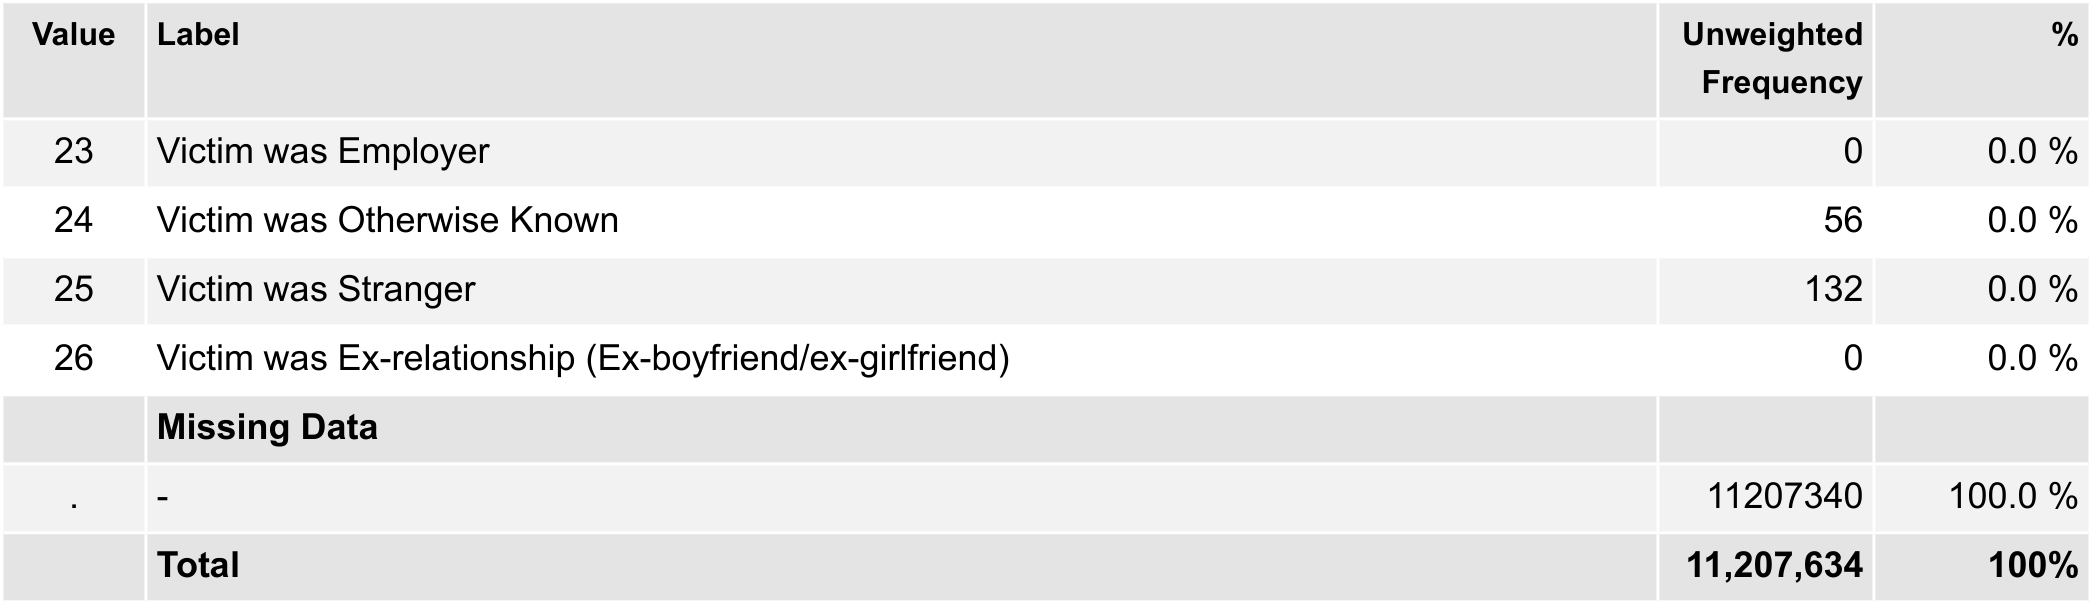 Value Label Unweighted Frequency %
23 Victim was Employer 0 0.0 %
24 Victim was Otherwise Known 56 0.0 %
25 Victim was Stranger 132 0.0 %
26 Victim was Ex-relationship (Ex-boyfriend/ex-girlfriend) 0 0.0 %
Missing Data
. - 11207340 100.0 %
Total 11,207,634 100%